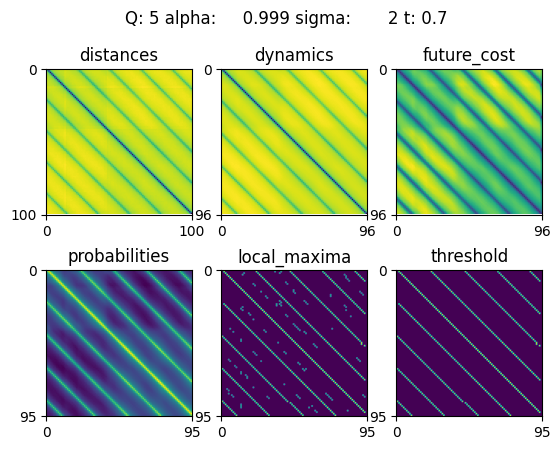 Q: 5 alpha: 0.999 sigma: 2 t: 0.7
distances dynamics future_cost
0 0 0
100 96 96
0 100 0 96 0 96
probabilities local_maxima threshold
0 0 0
95 95 95
0 95 0 95 0 95